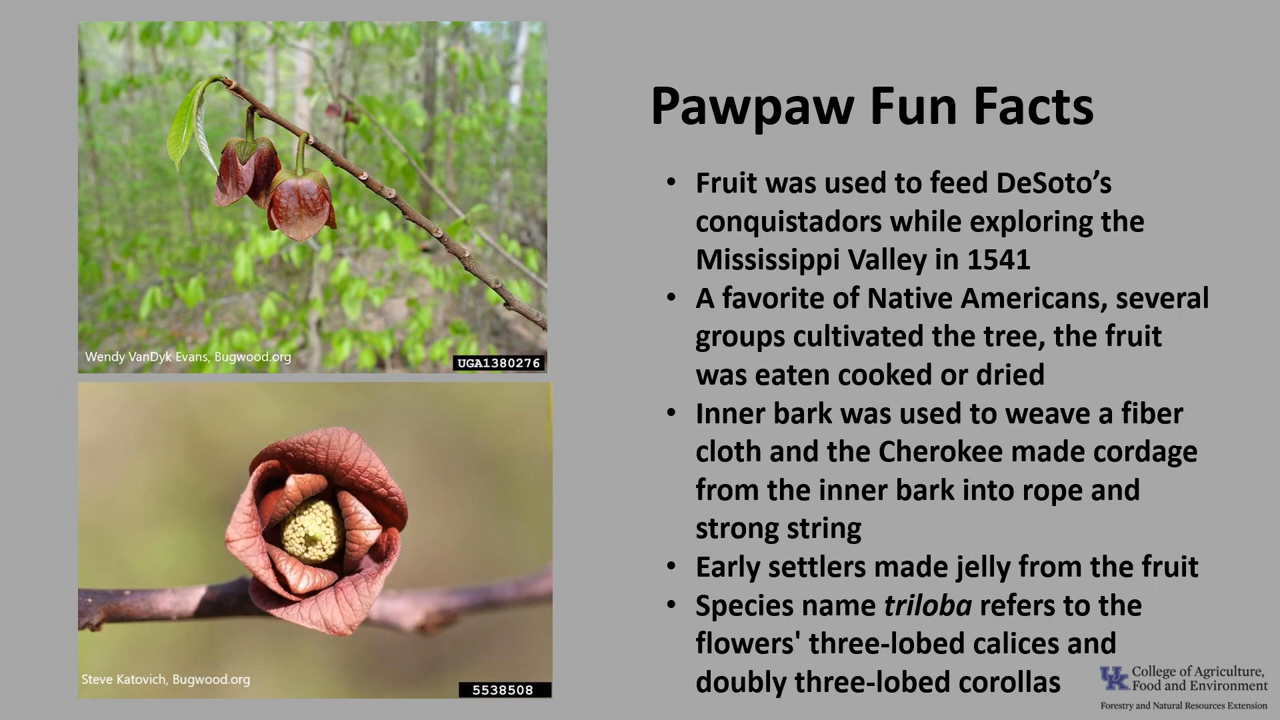 Pawpaw Fun Facts
• Fruit was used to feed DeSoto’s
conquistadors while exploring the
Mississippi Valley in 1541
• A favorite of Native Americans, several
groups cultivated the tree, the fruit
was eaten cooked or dried
• Inner bark was used to weave a fiber
cloth and the Cherokee made cordage
from the inner bark into rope and
strong string
• Early settlers made jelly from the fruit
• Species name triloba refers to the
flowers' three-lobed calices and
doubly three-lobed corollas
Wendy VanDyk Evans, Bugwood.org
UGA1380276
Steve Katovich, Bugwood.org
5538508
UK
College of Agriculture,
Food and Environment
Forestry and Natural Resources Extension